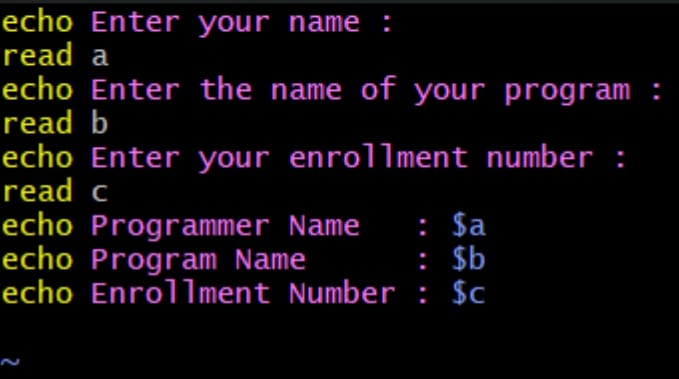 echo Enter your name :
read a
echo Enter the name of your program :
read b
echo Enter your enrollment number :
read c
echo Programmer Name   : $a
echo Program Name      : $b
echo Enrollment Number : $c
~